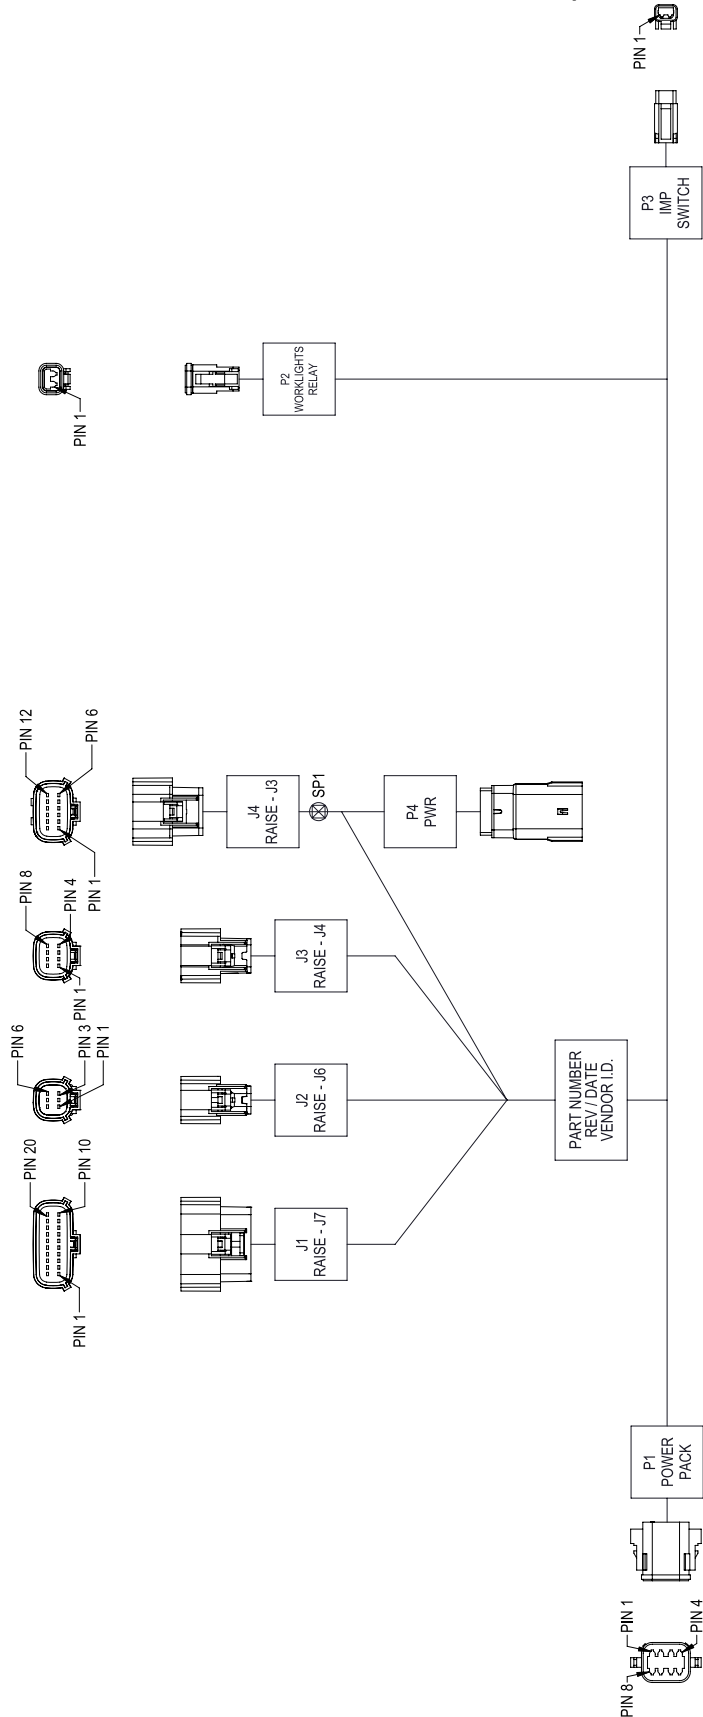 PIN 1
P3
IMP
SWITCH
PIN 1
P2
WORKLIGHTS
RELAY
PIN 12
PIN 6
PIN 1
J4
RAISE - J3
SP1
P4
PWR
PIN 8
PIN 4
PIN 1
J3
RAISE - J4
PIN 6
PIN 3
PIN 1
J2
RAISE - J6
PIN 20
PIN 10
PIN 1
J1
RAISE - J7
PART NUMBER
REV / DATE
VENDOR I.D.
P1
POWER
PACK
PIN 1
PIN 4
PIN 8